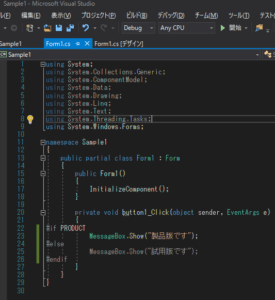 Sample1 - Microsoft Visual Studio
ファイル(F) 編集(E) 表示(V) プロジェクト(P) ビルド(B) デバッグ(D) チーム(M) ツール(T) テスト
Debug Any CPU 開始
Form1.cs Form1.cs [デザイン]
Sample1
1 using System;
2 using System.Collections.Generic;
3 using System.ComponentModel;
4 using System.Data;
5 using System.Drawing;
6 using System.Linq;
7 using System.Text;
8 using System.Threading.Tasks;
9 using System.Windows.Forms;
10
11 namespace Sample1
12 {
13 public partial class Form1 : Form
14 {
15 public Form1()
16 {
17 InitializeComponent();
18 }
19
20 private void button1_Click(object sender, EventArgs e)
21 {
22 #if PRODUCT
23 MessageBox.Show("製品版です");
24 #else
25 MessageBox.Show("試用版です");
26 #endif
27 }
28 }
29 }
30